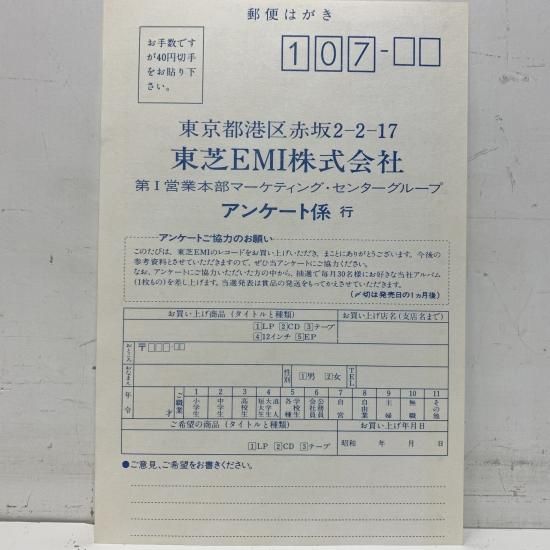 郵便はがき
お手数です
が40円切手
をお貼り下
さい。
107-□□
東京都港区赤坂2-2-17
東芝EMI株式会社
第Ⅰ営業本部マーケティング・センターグループ
アンケート係 行
アンケートご協力のお願い
このたびは、東芝EMIのレコードをお買い上げいただき、まことにありがとうございます。今後の
参考資料とさせていただきますので、ぜひ当アンケートにご協力ください。
なお、アンケートにご協力いただいた方の中から、抽選で毎月30名様にお好きな当社アルバム
(1枚もの)を差し上げます。当選発表は賞品の発送をもってかえさせていただきます。
(〆切は発売日の1ヵ月後)
お買い上げ商品(タイトルと種類)
お買い上げ店名(支店名まで)
1LP 2CD 3テープ
412インチ 5EP
おところ
〒□□□-□□
おなまえ
性別
1男 2女
TEL
年令
才
ご職業
1 小学生
2 中学生
3 高校生
4 短大生 大学生
5 各種学校生
6 会社員 公務員
7 自営
8 自由業
9 主婦
10 無職
11 その他
ご希望の商品(タイトルと種類)
お買い上げ年月日
1LP 2CD 3テープ
昭和 年 月 日
●ご意見、ご希望をお書きください。